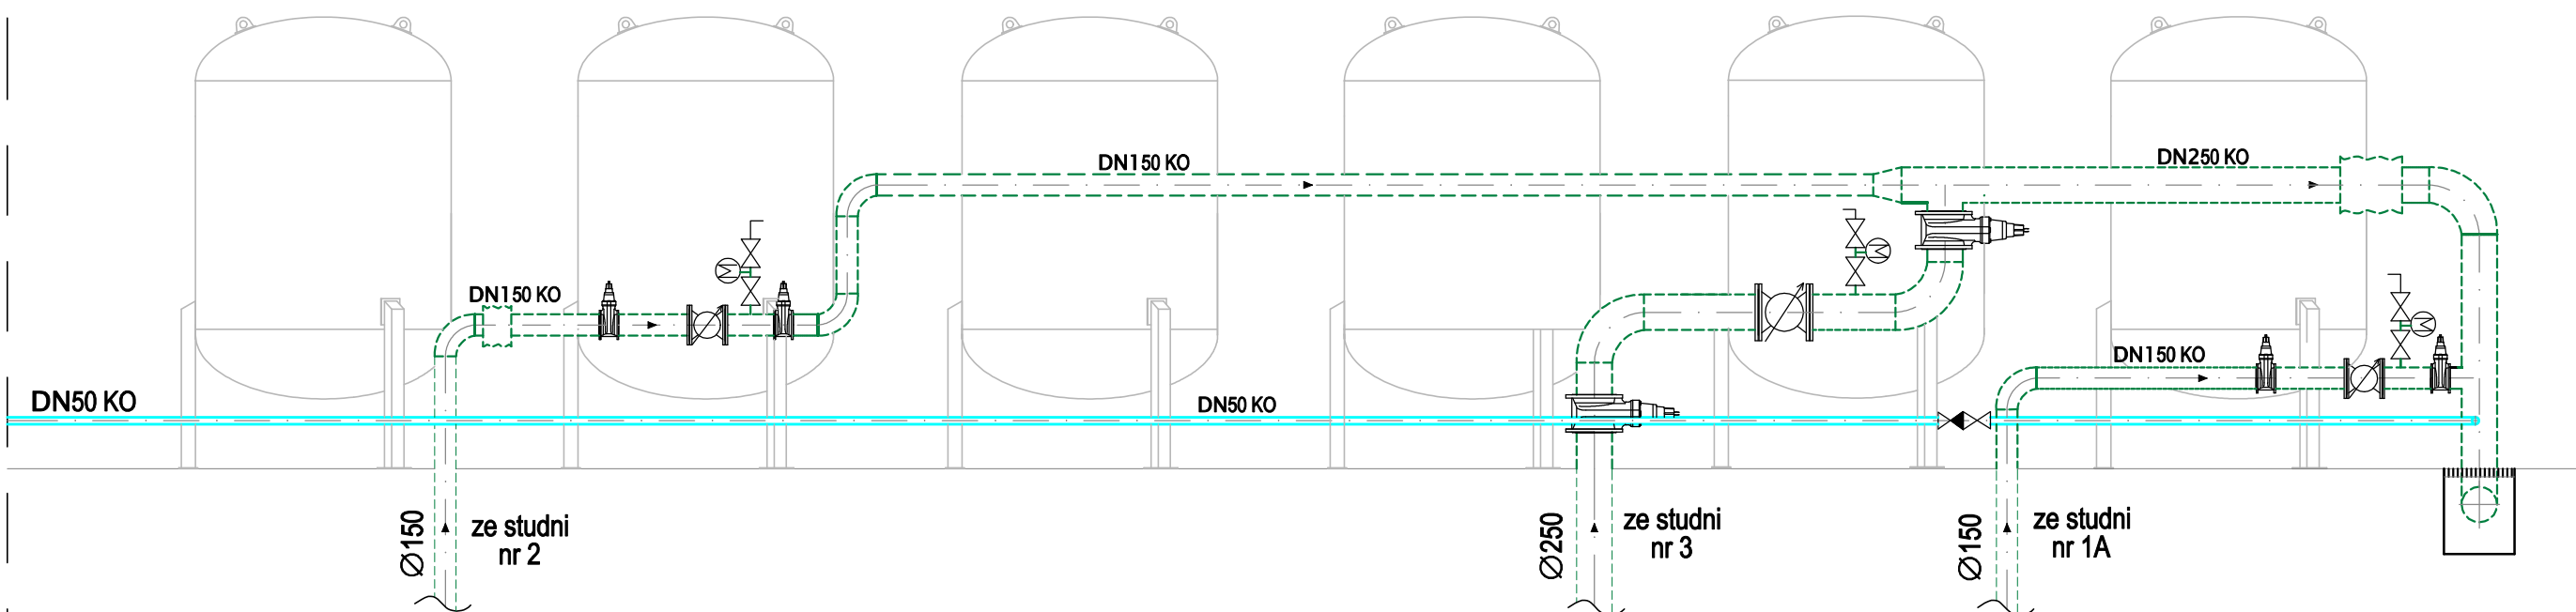 DN250 KO
DN150 KO
DN150 KO
DN150 KO
DN50 KO
DN50 KO
M
M
M
Ø150
ze studni
nr 2
Ø250
ze studni
nr 3
Ø150
ze studni
nr 1A